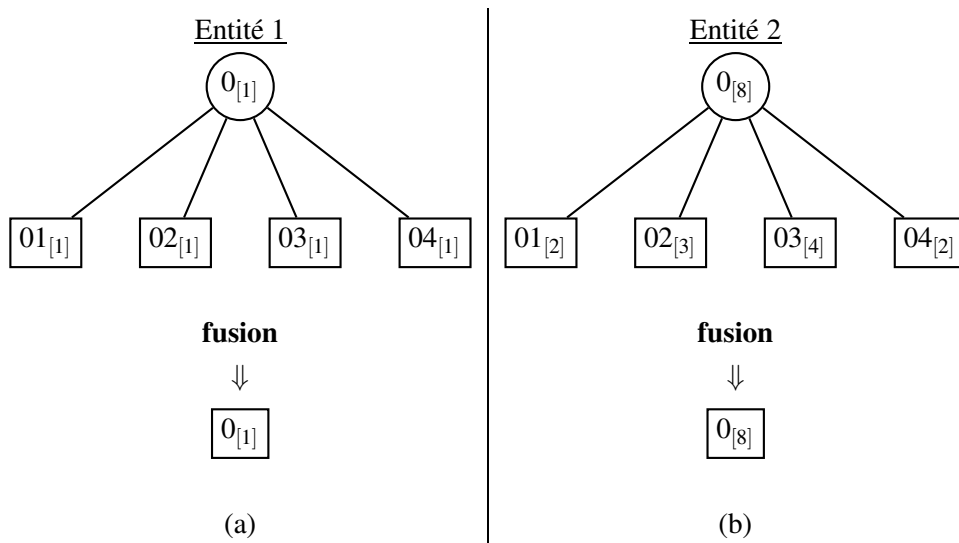 Entité 1
0[1]
01[1] 02[1] 03[1] 04[1]
fusion
⇓
0[1]
(a)
Entité 2
0[8]
01[2] 02[3] 03[4] 04[2]
fusion
⇓
0[8]
(b)